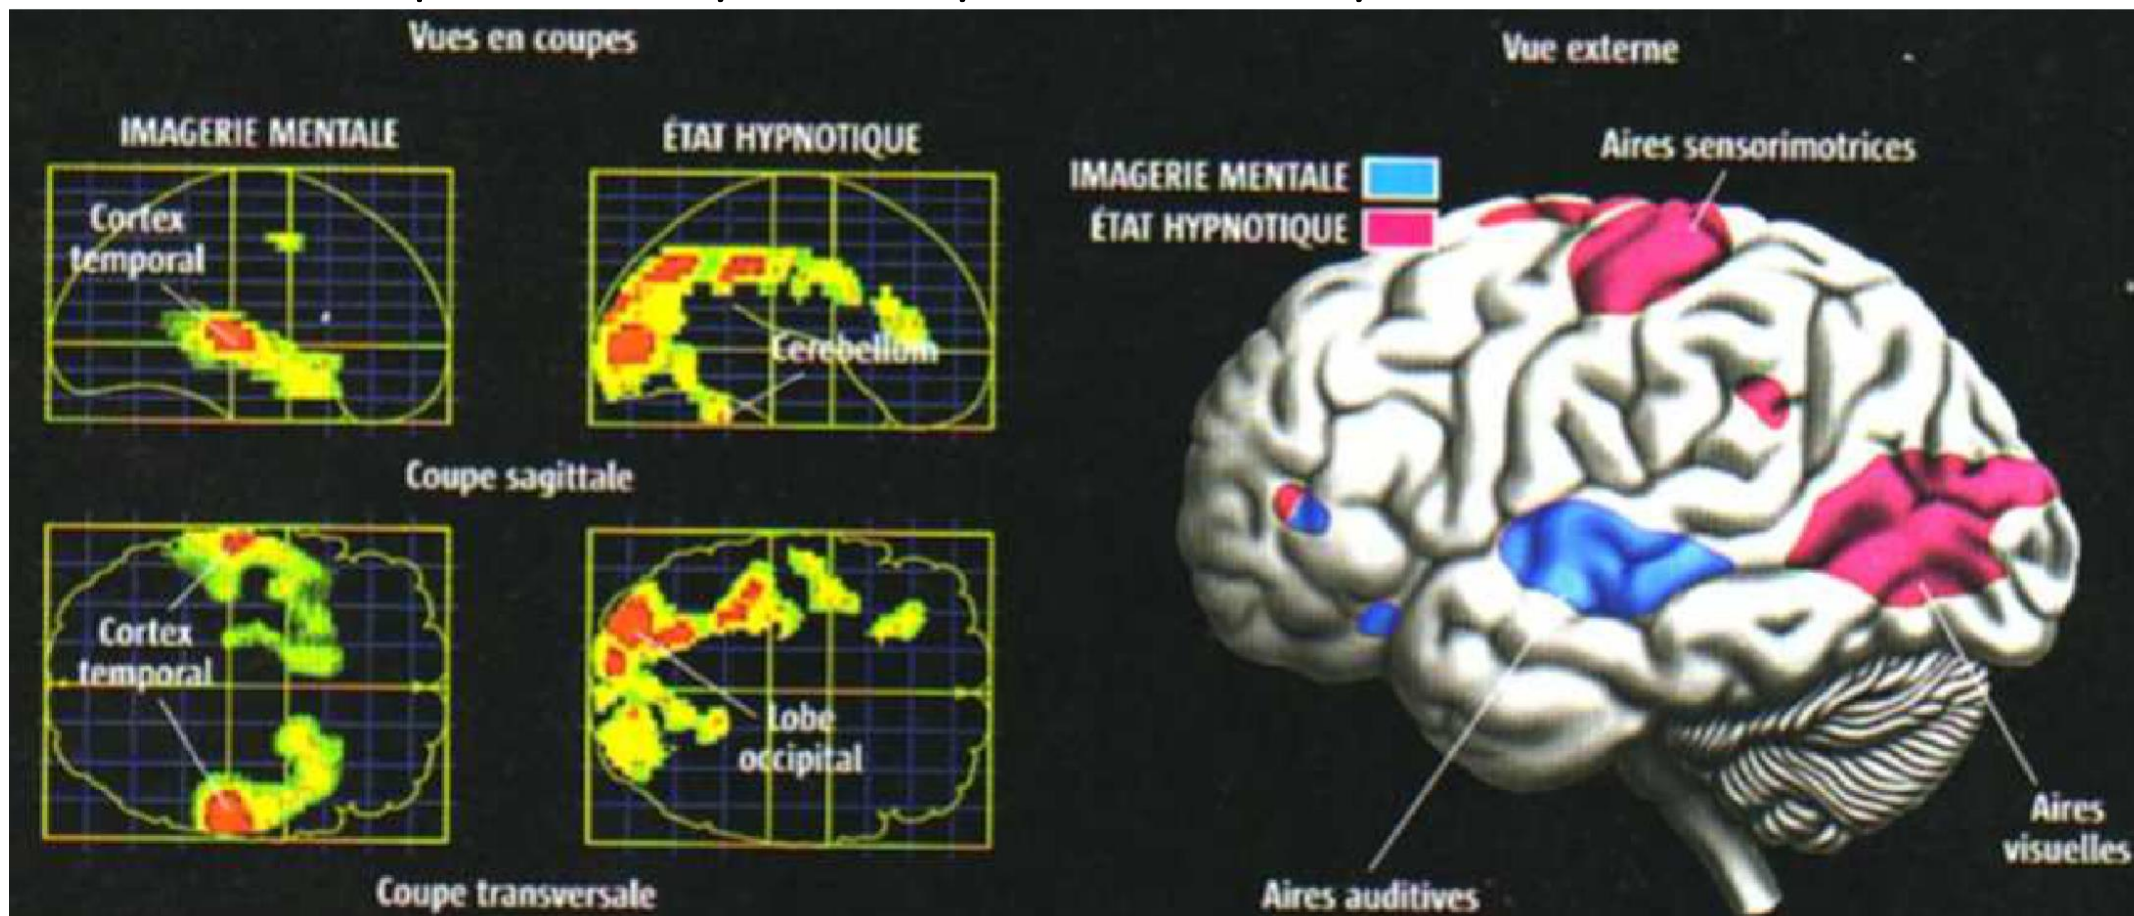 Vues en coupes
IMAGERIE MENTALE
ÉTAT HYPNOTIQUE
Cortex
temporal
Cerebellum
Coupe sagittale
Cortex
temporal
Lobe
occipital
Coupe transversale
Vue externe
Aires sensorimotrices
IMAGERIE MENTALE
ÉTAT HYPNOTIQUE
Aires
visuelles
Aires auditives